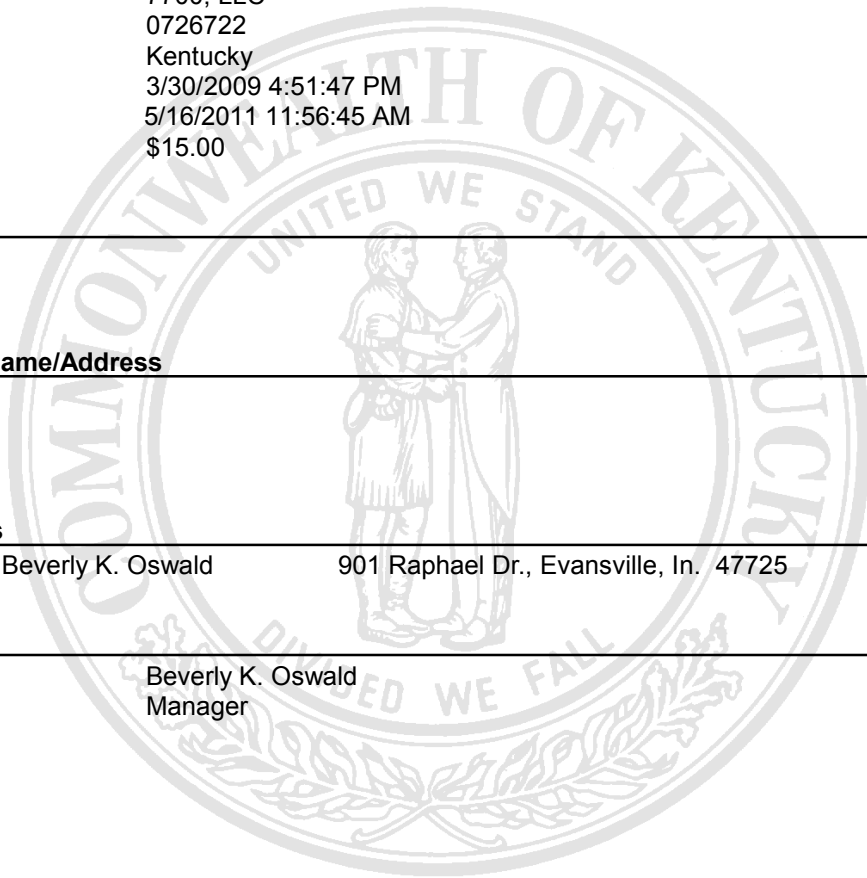 0726722
Kentucky
3/30/2009 4:51:47 PM
5/16/2011 11:56:45 AM
$15.00
COMMONWEALTH OF KENTUCKY
UNITED WE STAND
ame/Address
s
Beverly K. Oswald 901 Raphael Dr., Evansville, In. 47725
DIVIDED WE FALL
Beverly K. Oswald
Manager